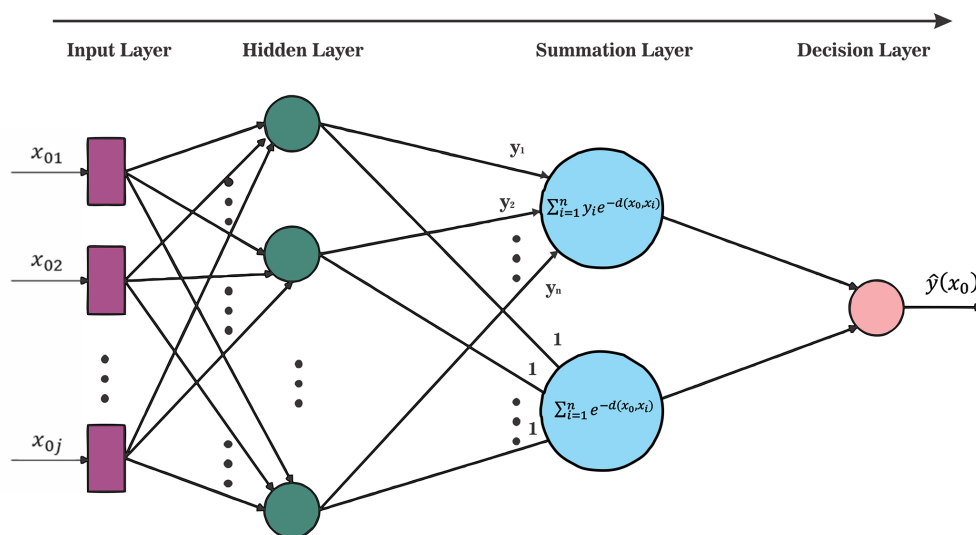 Input Layer Hidden Layer Summation Layer Decision Layer
x₀₁
x₀₂
x₀ⱼ
y₁
y₂
yₙ
1
1
1
∑ⁿᵢ₌₁ yᵢe^{−d(x₀,xᵢ)}
∑ⁿᵢ₌₁ e^{−d(x₀,xᵢ)}
ŷ(x₀)